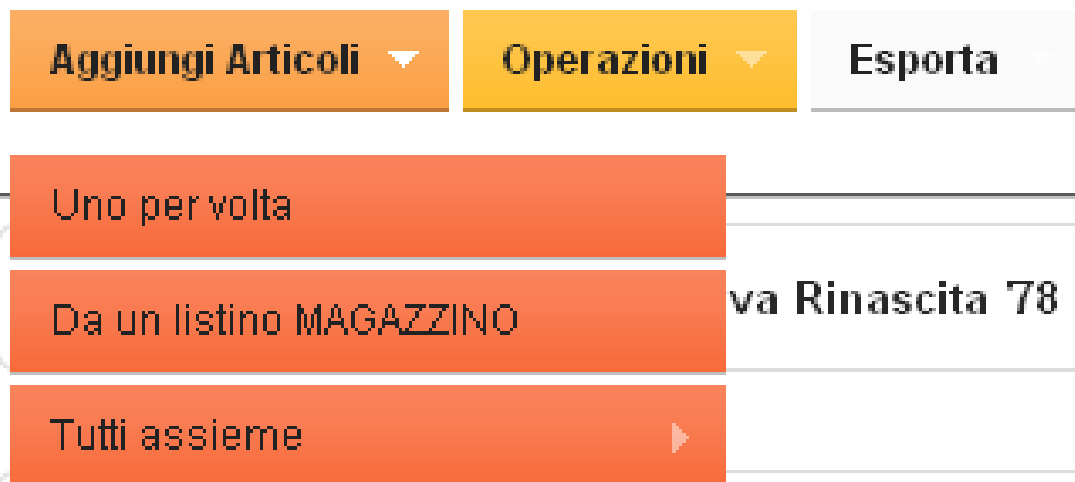 Aggiungi Articoli
Operazioni
Esporta
Uno per volta
Da un listino MAGAZZINO
va Rinascita '78
Tutti assieme